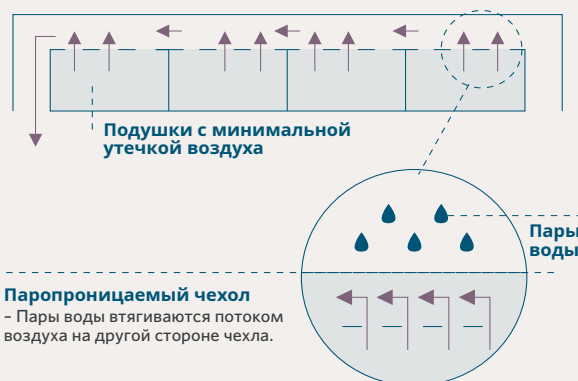 Подушки с минимальной
утечкой воздуха
Пары
воды
Паропроницаемый чехол
– Пары воды втягиваются потоком
воздуха на другой стороне чехла.